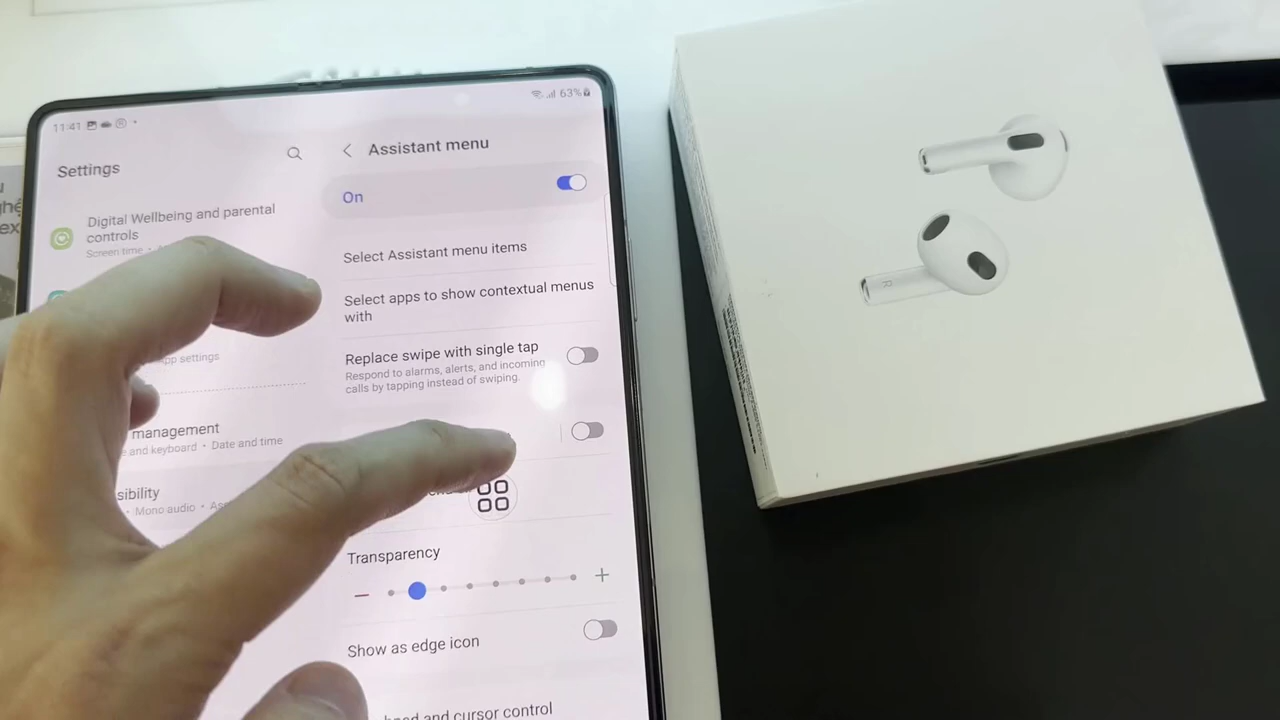 11:41
63%
Settings
Digital Wellbeing and parental
controls
Screen time
app settings
management
and keyboard • Date and time
sibility
• Mono audio •
Assistant menu
On
Select Assistant menu items
Select apps to show contextual menus
with
Replace swipe with single tap
Respond to alarms, alerts, and incoming
calls by tapping instead of swiping.
Transparency
Show as edge icon
and cursor control
R